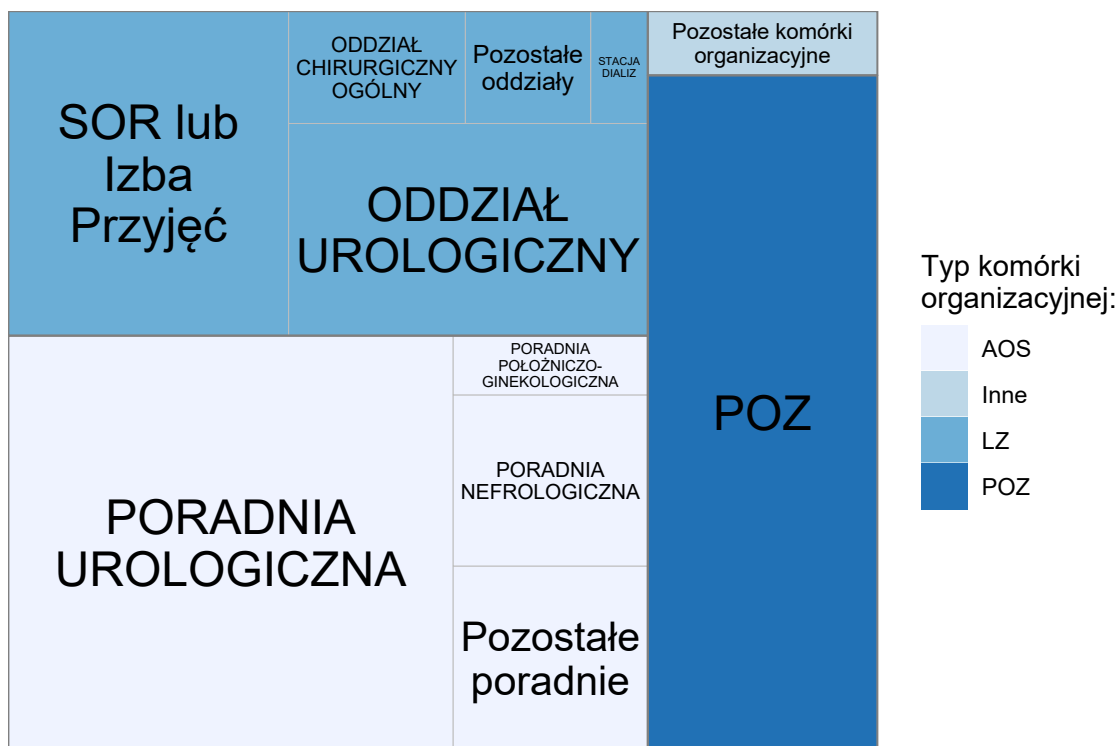 SOR lub
Izba
Przyjęć
ODDZIAŁ
CHIRURGICZNY
OGÓLNY
Pozostałe
oddziały
STACJA
DIALIZ
ODDZIAŁ
UROLOGICZNY
Pozostałe komórki
organizacyjne
POZ
PORADNIA
UROLOGICZNA
PORADNIA
POŁOŻNICZO-
GINEKOLOGICZNA
PORADNIA
NEFROLOGICZNA
Pozostałe
poradnie
Typ komórki
organizacyjnej:
AOS
Inne
LZ
POZ